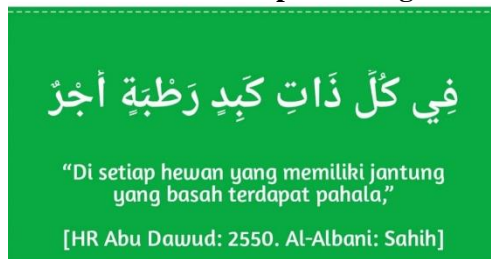 فِي كُلِّ ذَاتِ كَبِدٍ رَطْبَةٍ أَجْرٌ
“Di setiap hewan yang memiliki jantung
yang basah terdapat pahala,”
[HR Abu Dawud: 2550. Al-Albani: Sahih]